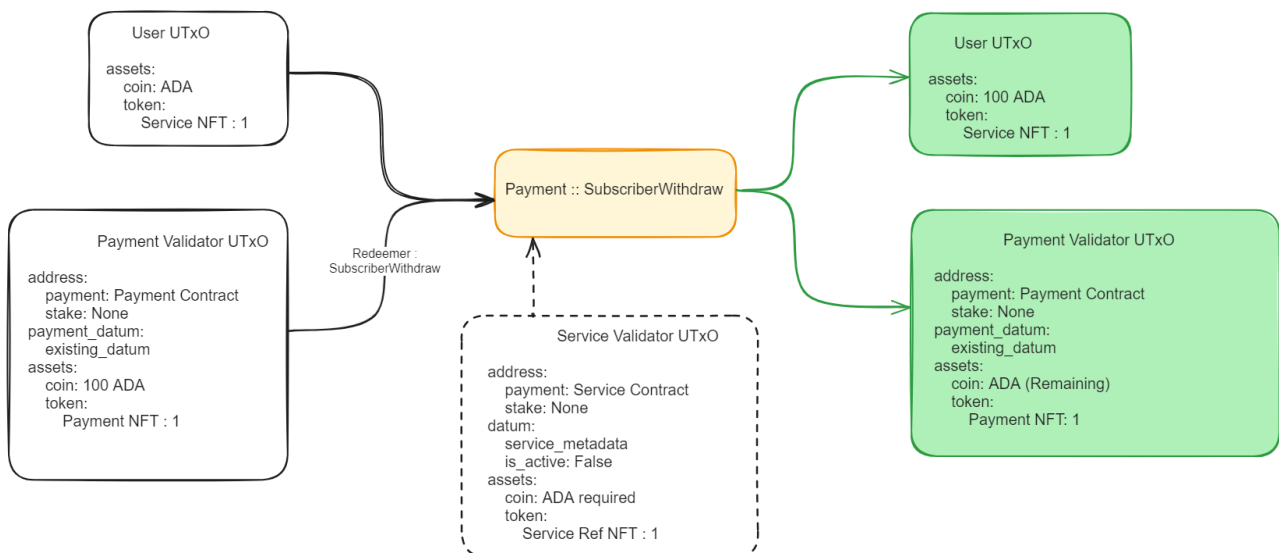 User UTxO
assets:
coin: ADA
token:
Service NFT : 1
Payment Validator UTxO
address:
payment: Payment Contract
stake: None
payment_datum:
existing_datum
assets:
coin: 100 ADA
token:
Payment NFT : 1
Redeemer :
SubscriberWithdraw
Payment :: SubscriberWithdraw
Service Validator UTxO
address:
payment: Service Contract
stake: None
datum:
service_metadata
is_active: False
assets:
coin: ADA required
token:
Service Ref NFT : 1
User UTxO
assets:
coin: 100 ADA
token:
Service NFT : 1
Payment Validator UTxO
address:
payment: Payment Contract
stake: None
payment_datum:
existing_datum
assets:
coin: ADA (Remaining)
token:
Payment NFT: 1